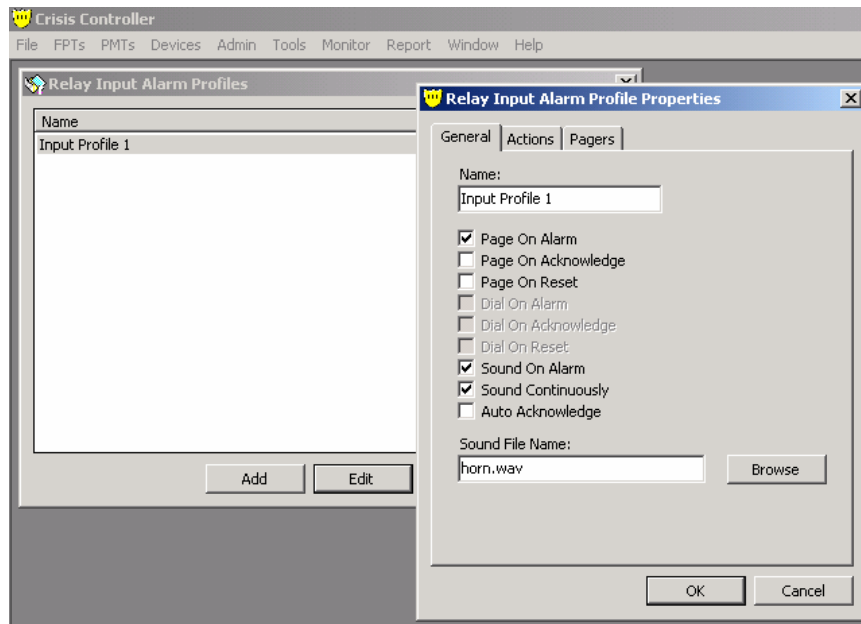 Crisis Controller
File FPTs PMTs Devices Admin Tools Monitor Report Window Help
Relay Input Alarm Profiles
Name
Input Profile 1
Add Edit
Relay Input Alarm Profile Properties
General Actions Pagers
Name:
Input Profile 1
Page On Alarm
Page On Acknowledge
Page On Reset
Dial On Alarm
Dial On Acknowledge
Dial On Reset
Sound On Alarm
Sound Continuously
Auto Acknowledge
Sound File Name:
horn.wav Browse
OK Cancel